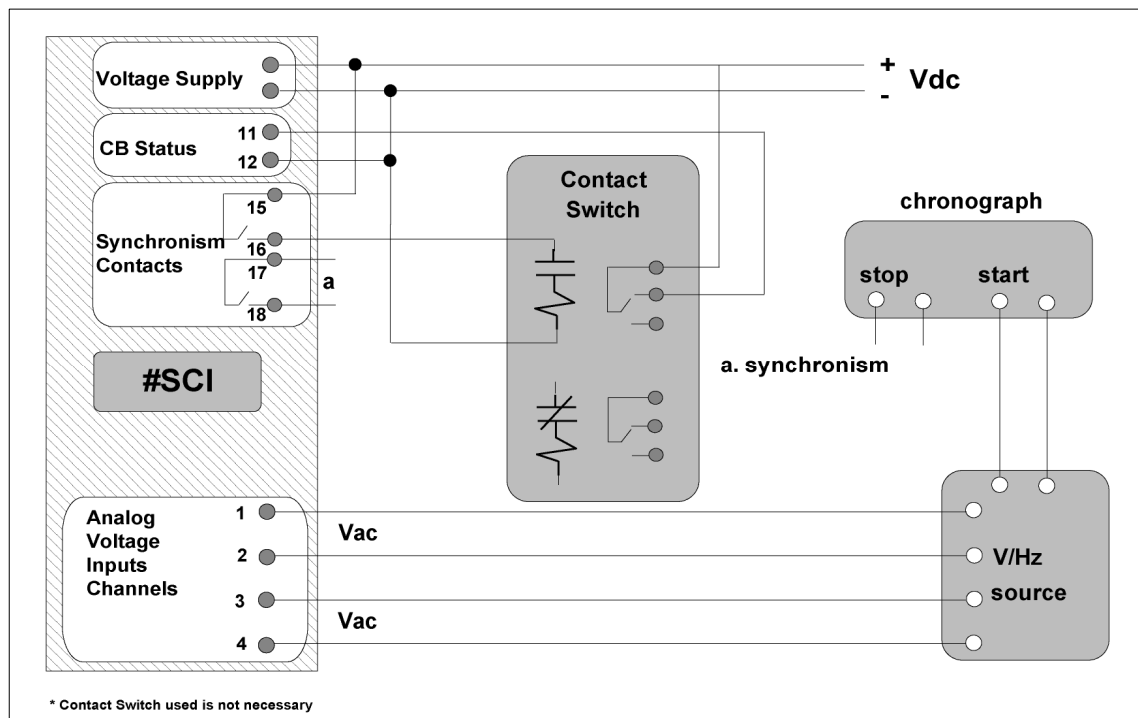 Voltage Supply
+
-
Vdc
CB Status
11
12
Synchronism
Contacts
15
16
17
18
a
Contact
Switch
chronograph
stop
start
a. synchronism
#SCI
Analog
Voltage
Inputs
Channels
1
2
3
4
Vac
Vac
V/Hz
source
* Contact Switch used is not necessary